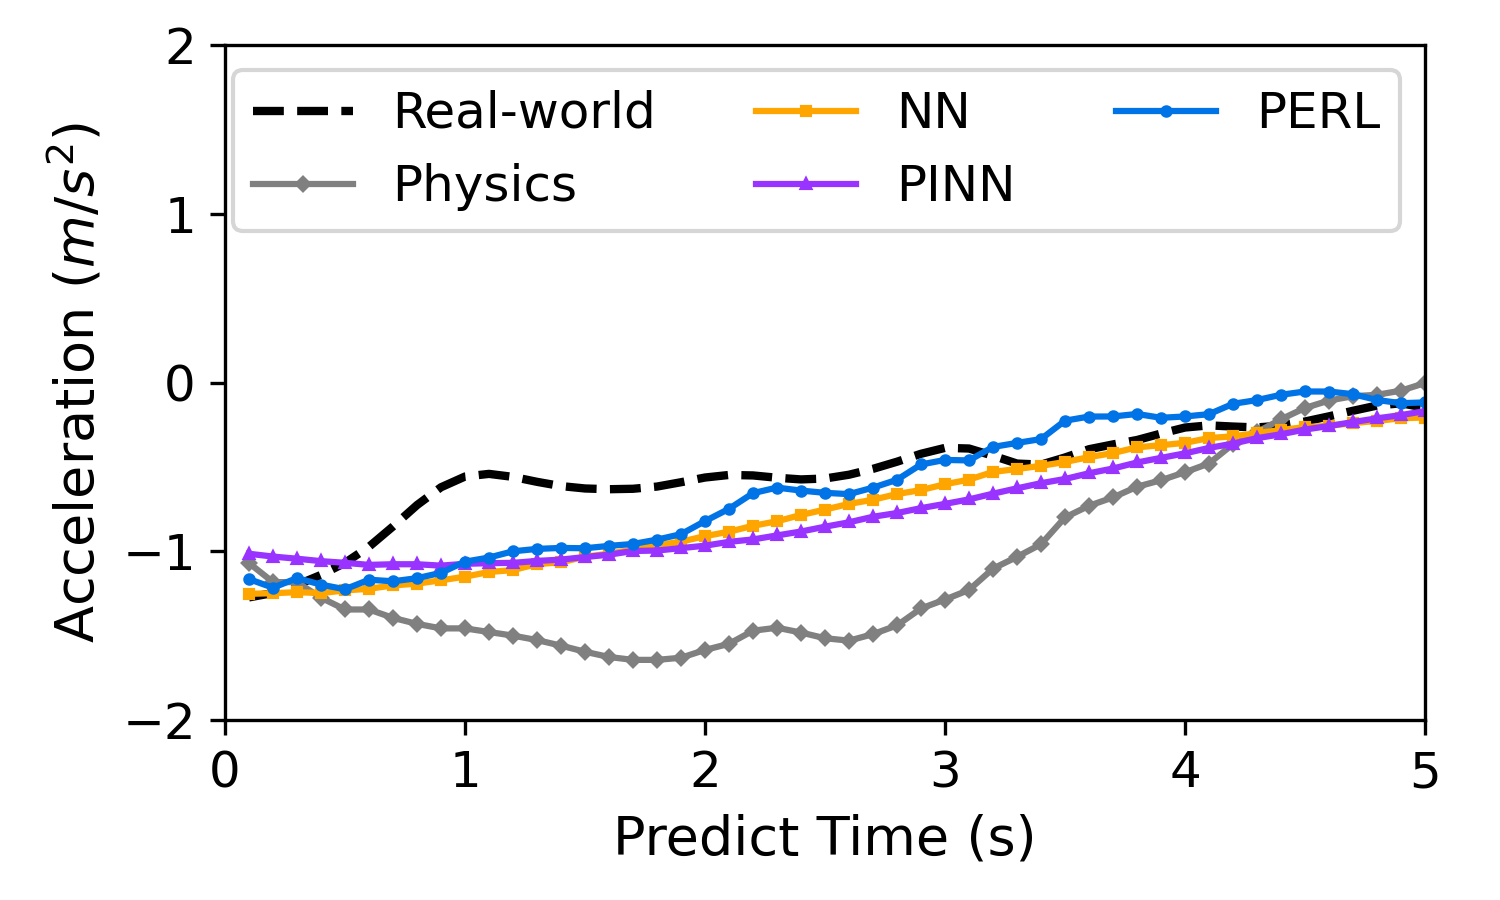 Real-world
Physics
NN
PINN
PERL
2
1
0
−1
−2
Acceleration (m/s²)
0 1 2 3 4 5
Predict Time (s)